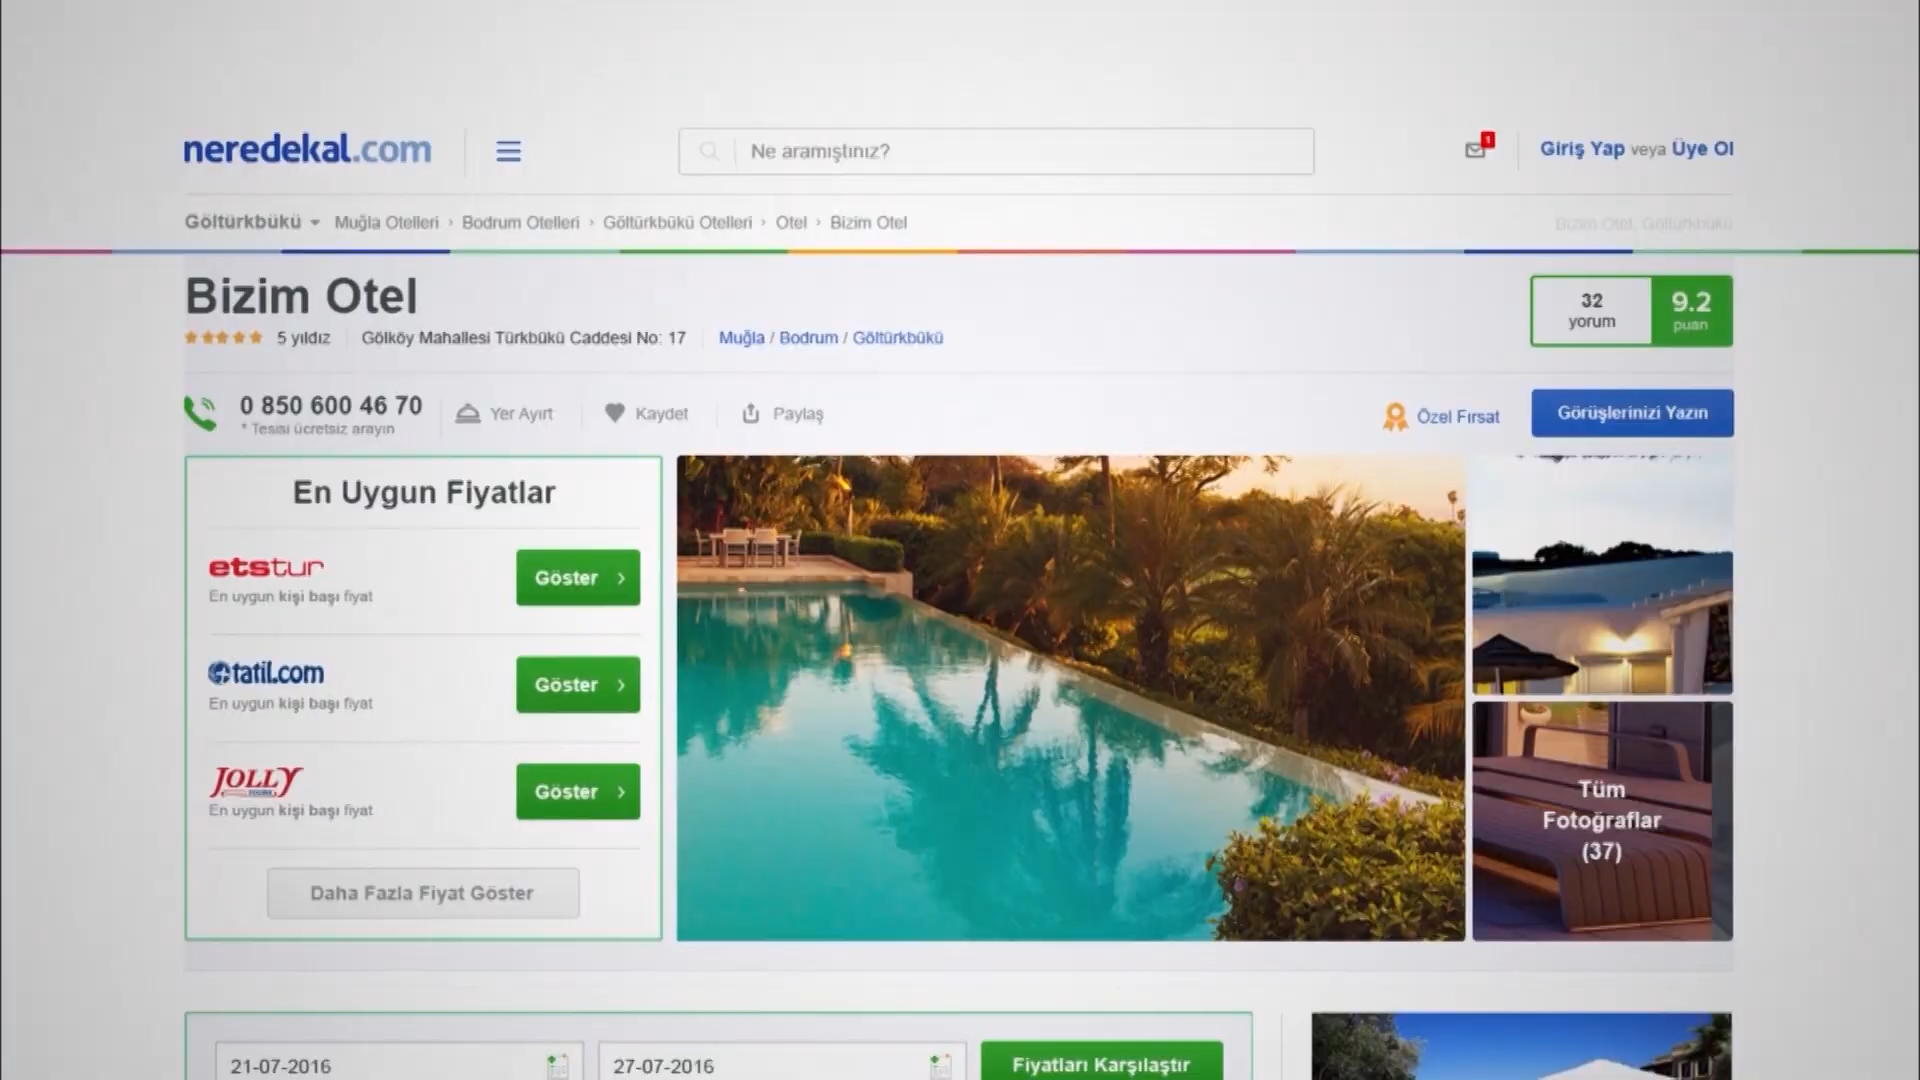 neredekal.com
Ne aramıştınız?
1
Giriş Yap veya Üye Ol
Göltürkbükü Muğla Otelleri › Bodrum Otelleri › Göltürkbükü Otelleri › Otel › Bizim Otel
Bizim Otel, Göltürkbükü
Bizim Otel
32
yorum
9.2
puan
5 yıldız
Gölköy Mahallesi Türkbükü Caddesi No: 17
Muğla / Bodrum / Göltürkbükü
0 850 600 46 70
* Tesisi ücretsiz arayın
Yer Ayırt
Kaydet
Paylaş
Özel Fırsat
Görüşlerinizi Yazın
En Uygun Fiyatlar
etstur
En uygun kişi başı fiyat
Göster
tatil.com
En uygun kişi başı fiyat
Göster
JOLLY
En uygun kişi başı fiyat
Göster
Daha Fazla Fiyat Göster
Tüm
Fotoğraflar
(37)
21-07-2016
27-07-2016
Fiyatları Karşılaştır